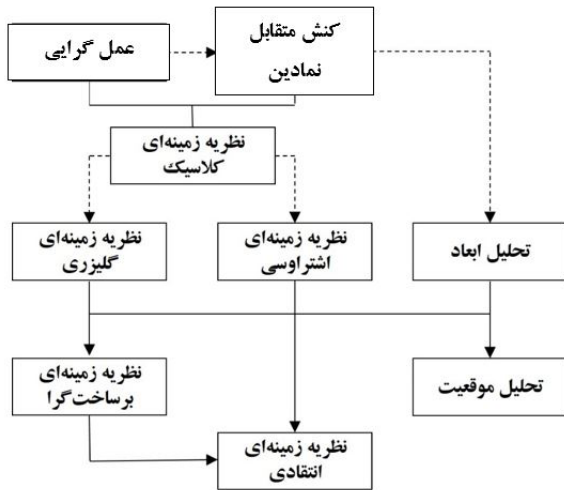 عمل گرایی
کنش متقابل
نمادین
نظریه زمینه‌ای
کلاسیک
نظریه زمینه‌ای
گلیزری
نظریه زمینه‌ای
اشتراوسی
تحلیل ابعاد
نظریه زمینه‌ای
برساخت‌گرا
تحلیل موقعیت
نظریه زمینه‌ای
انتقادی